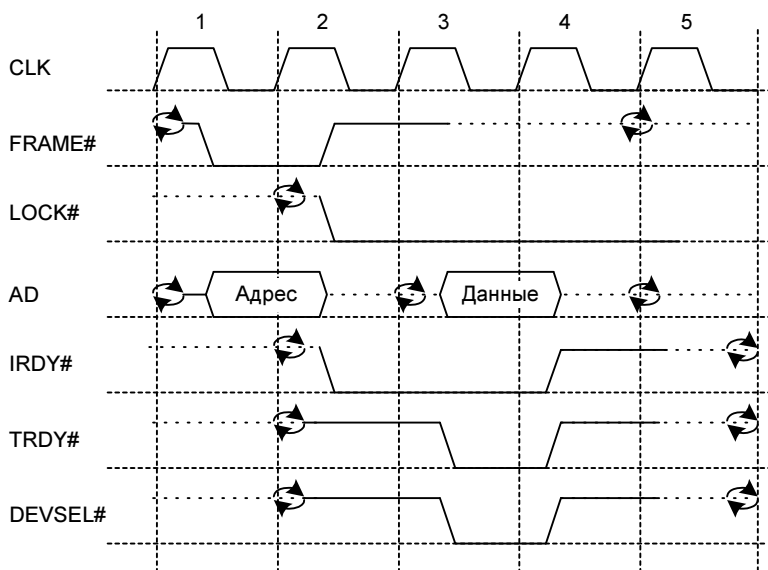 1 2 3 4 5
CLK
FRAME#
LOCK#
AD Адрес Данные
IRDY#
TRDY#
DEVSEL#